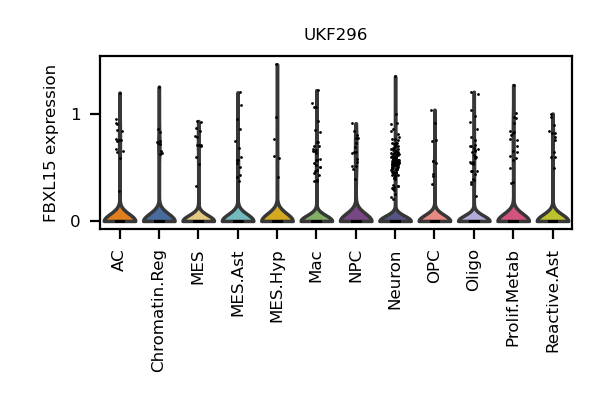 UKF296
FBXL15 expression
1
0
AC
Chromatin.Reg
MES
MES.Ast
MES.Hyp
Mac
NPC
Neuron
OPC
Oligo
Prolif.Metab
Reactive.Ast